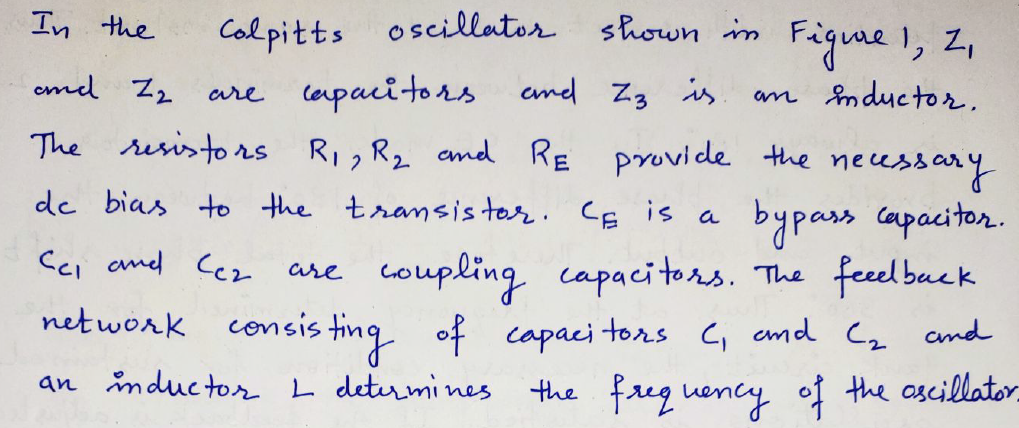 In the Colpitts oscillator shown in Figure 1, Z₁
and Z₂ are capacitors and Z₃ is an inductor.
The resistors R₁, R₂ and RE provide the necessary
dc bias to the transistor. CE is a bypass capacitor.
CC1 and CC2 are coupling capacitors. The feedback
network consisting of capacitors C₁ and C₂ and
an inductor L determines the frequency of the oscillator.